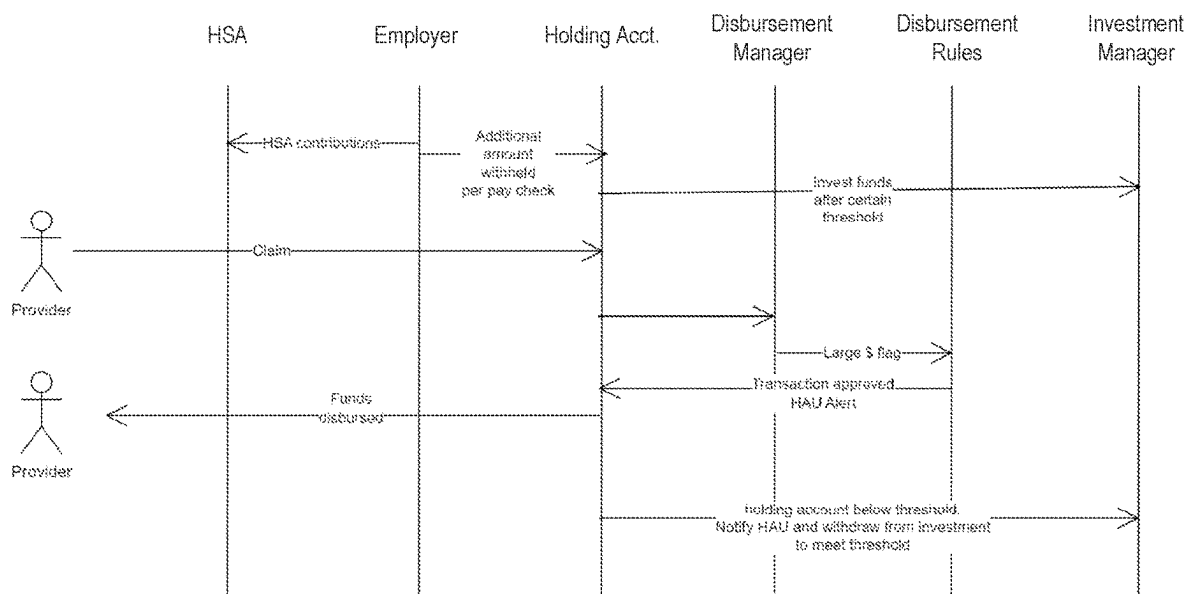 HSA
Employer
Holding Acct.
Disbursement
Manager
Disbursement
Rules
Investment
Manager
HSA contributions
Additional
amount
withheld
per pay check
Invest funds
after certain
threshold
Claim
Provider
Large $ flag
Transaction approved
HAU Alert
Funds
disbursed
Provider
holding account below threshold.
Notify HAU and withdraw from investment
to meet threshold